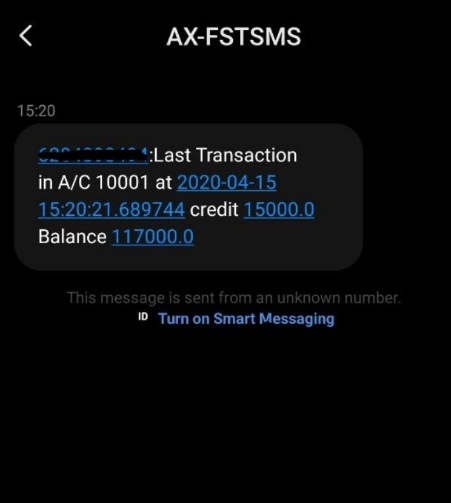 AX-FSTSMS
15:20
:Last Transaction
in A/C 10001 at 2020-04-15
15:20:21.689744 credit 15000.0
Balance 117000.0
This message is sent from an unknown number.
ID Turn on Smart Messaging